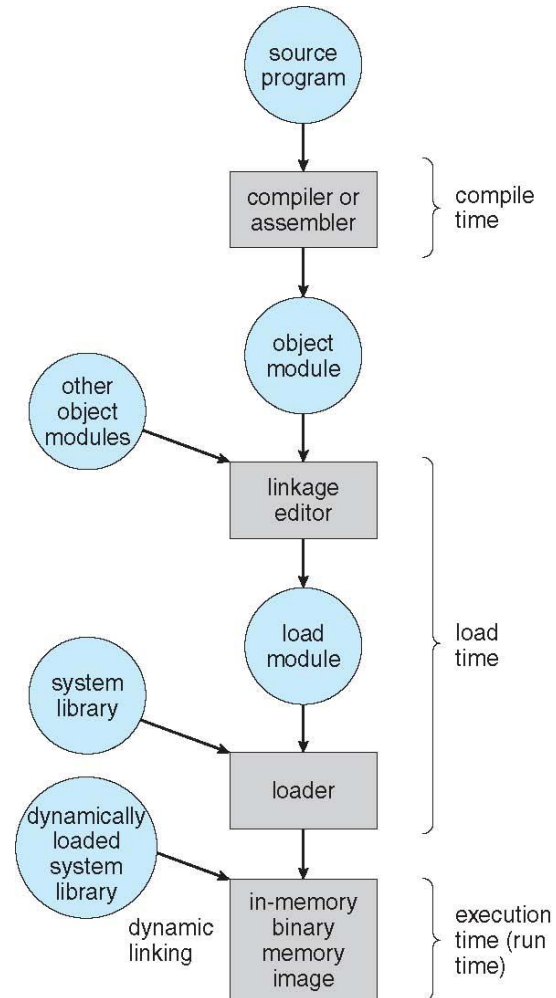 source
program
compiler or
assembler
compile
time
object
module
other
object
modules
linkage
editor
load
module
load
time
system
library
loader
dynamically
loaded
system
library
dynamic
linking
in-memory
binary
memory
image
execution
time (run
time)